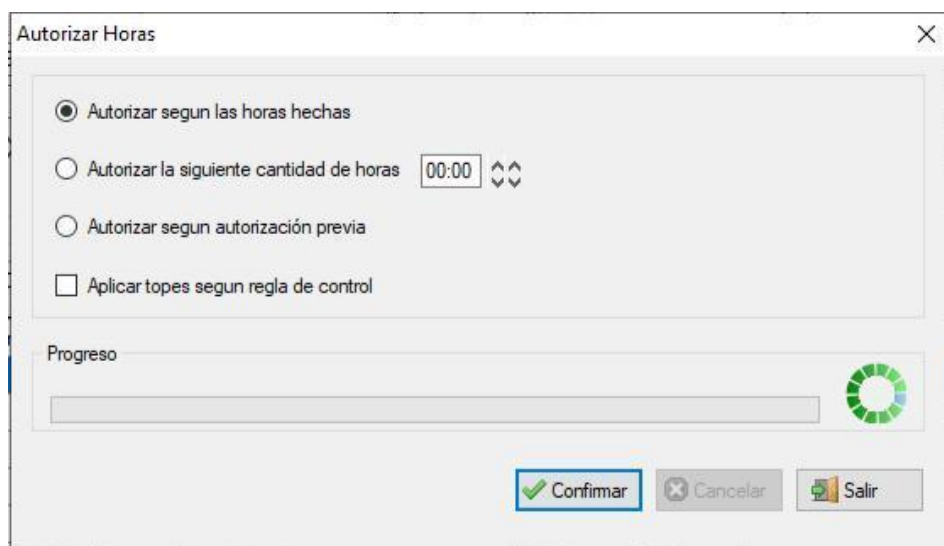 Autorizar Horas
Autorizar segun las horas hechas
Autorizar la siguiente cantidad de horas 00:00
Autorizar segun autorización previa
Aplicar topes segun regla de control
Progreso
Confirmar Cancelar Salir